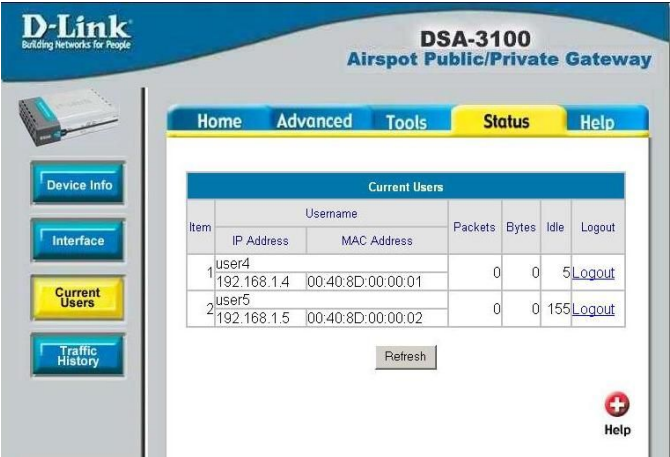 D-Link
Building Networks for People
DSA-3100
Airspot Public/Private Gateway
Home Advanced Tools Status Help
Device Info
Interface
Current
Users
Traffic
History
Current Users
Item Username Packets Bytes Idle Logout
IP Address MAC Address
1 user4 0 0 5 Logout
192.168.1.4 00:40:8D:00:00:01
2 user5 0 0 155 Logout
192.168.1.5 00:40:8D:00:00:02
Refresh
Help